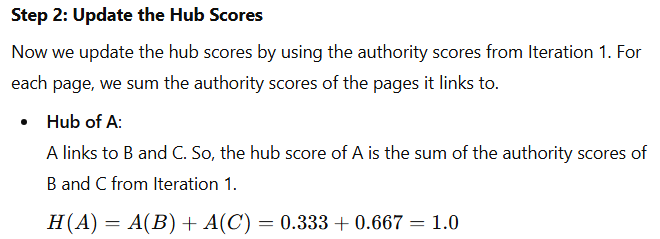 Step 2: Update the Hub Scores
Now we update the hub scores by using the authority scores from Iteration 1. For
each page, we sum the authority scores of the pages it links to.
• Hub of A:
A links to B and C. So, the hub score of A is the sum of the authority scores of
B and C from Iteration 1.
H(A) = A(B) + A(C) = 0.333 + 0.667 = 1.0